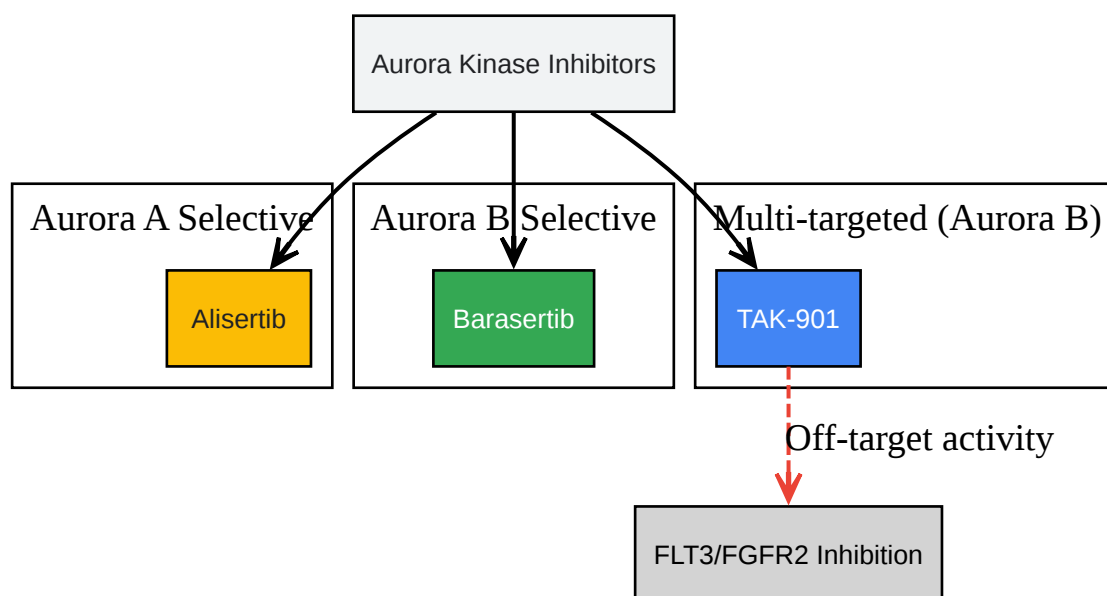 Aurora Kinase Inhibitors
Aurora A Selective
Aurora B Selective
Multi-targeted (Aurora B)
Alisertib
Barasertib
TAK-901
Off-target activity
FLT3/FGFR2 Inhibition